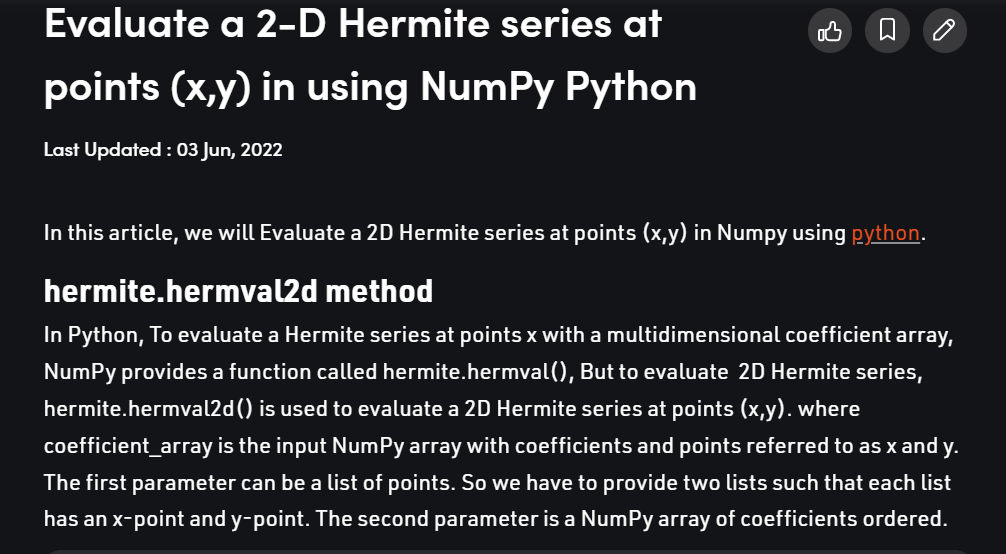 Evaluate a 2-D Hermite series at
points (x,y) in using NumPy Python
Last Updated : 03 Jun, 2022
In this article, we will Evaluate a 2D Hermite series at points (x,y) in Numpy using python.
hermite.hermval2d method
In Python, To evaluate a Hermite series at points x with a multidimensional coefficient array,
NumPy provides a function called hermite.hermval(), But to evaluate  2D Hermite series,
hermite.hermval2d() is used to evaluate a 2D Hermite series at points (x,y). where
coefficient_array is the input NumPy array with coefficients and points referred to as x and y.
The first parameter can be a list of points. So we have to provide two lists such that each list
has an x-point and y-point. The second parameter is a NumPy array of coefficients ordered.